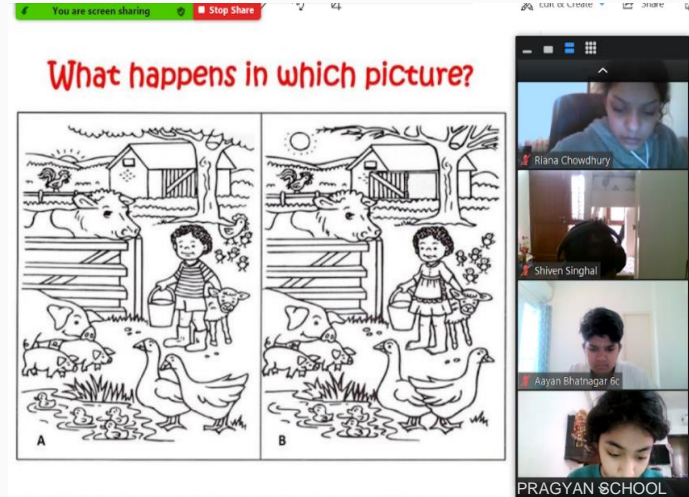 You are screen sharing
Stop Share
Edit & Create
Share
What happens in which picture?
A
B
Riana Chowdhury
Shiven Singhal
Aayan Bhatnagar 6c
PRAGYAN SCHOOL